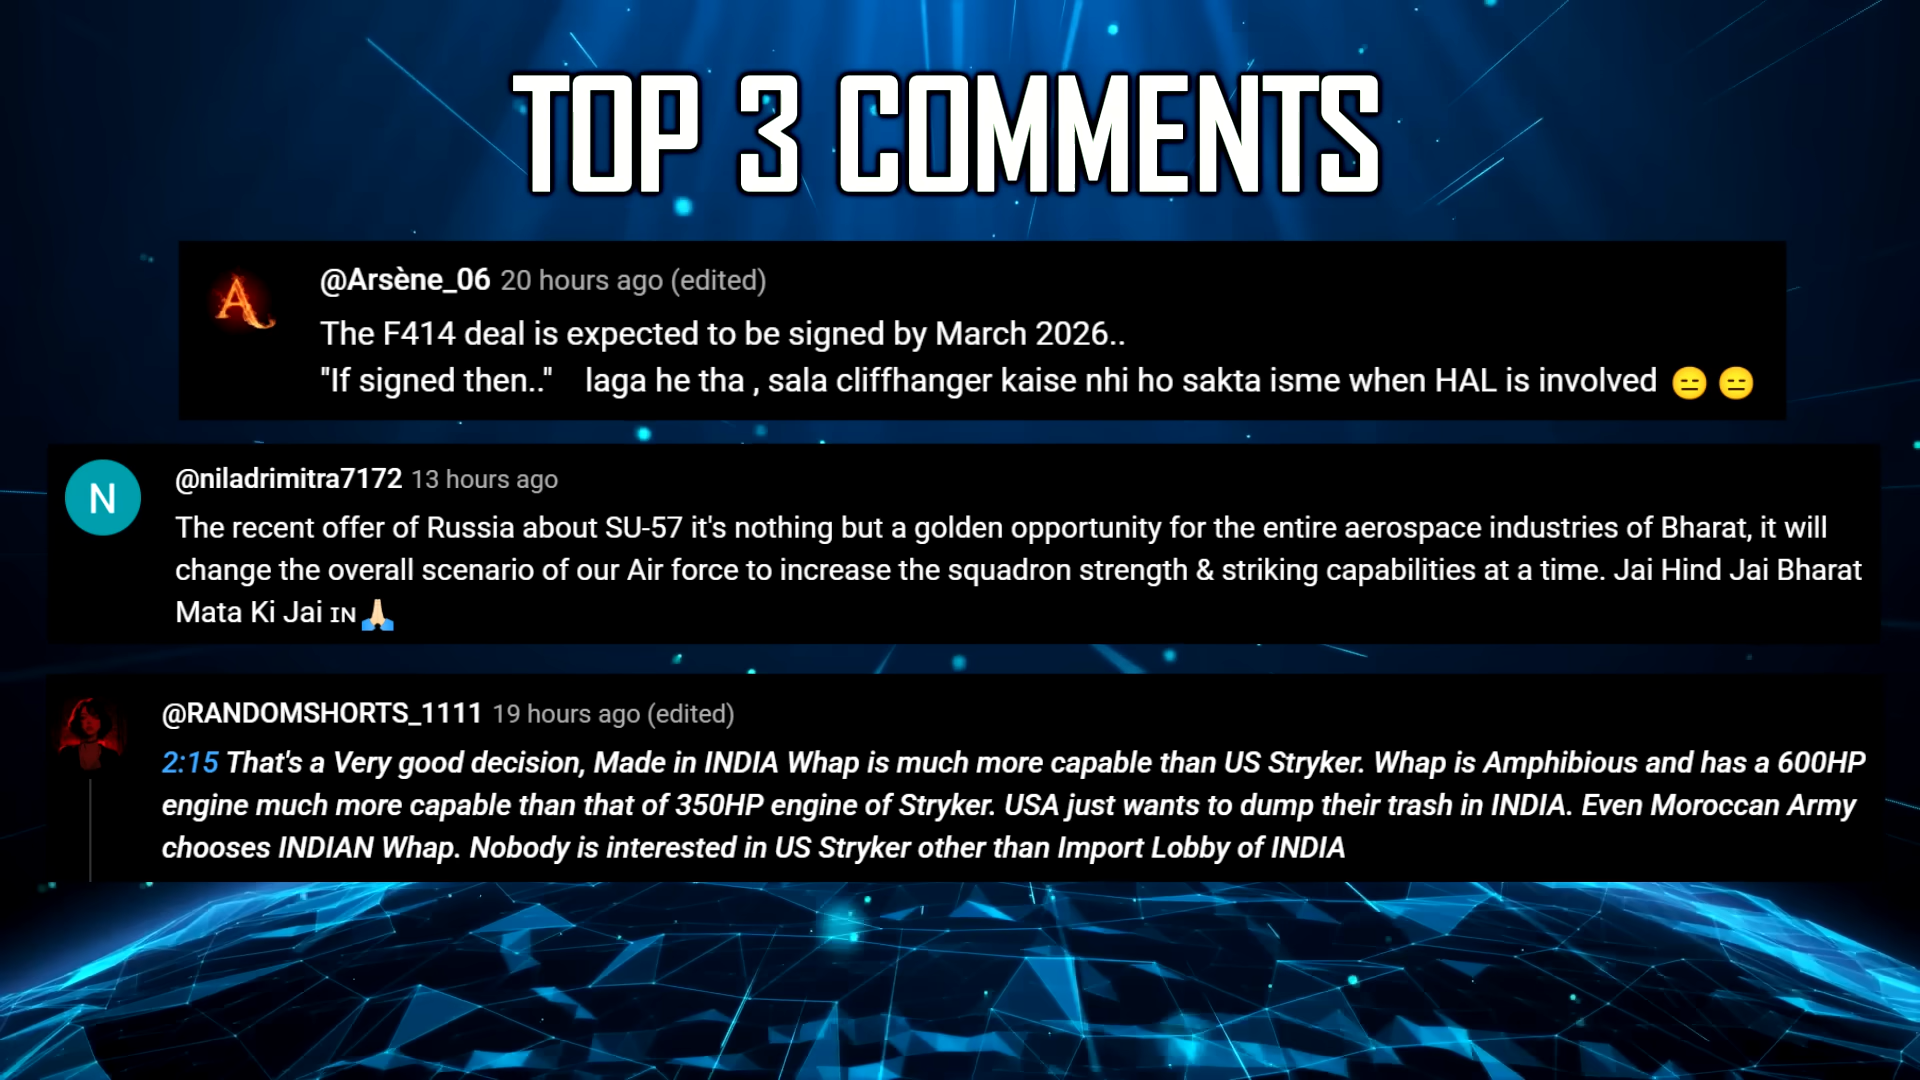 TOP 3 COMMENTS
A
@Arsène_06 20 hours ago (edited)
The F414 deal is expected to be signed by March 2026..
"If signed then.." laga he tha , sala cliffhanger kaise nhi ho sakta isme when HAL is involved 😑 😑
N
@niladrimitra7172 13 hours ago
The recent offer of Russia about SU-57 it's nothing but a golden opportunity for the entire aerospace industries of Bharat, it will
change the overall scenario of our Air force to increase the squadron strength & striking capabilities at a time. Jai Hind Jai Bharat
Mata Ki Jai IN🙏🏻
@RANDOMSHORTS_1111 19 hours ago (edited)
2:15 That's a Very good decision, Made in INDIA Whap is much more capable than US Stryker. Whap is Amphibious and has a 600HP
engine much more capable than that of 350HP engine of Stryker. USA just wants to dump their trash in INDIA. Even Moroccan Army
chooses INDIAN Whap. Nobody is interested in US Stryker other than Import Lobby of INDIA